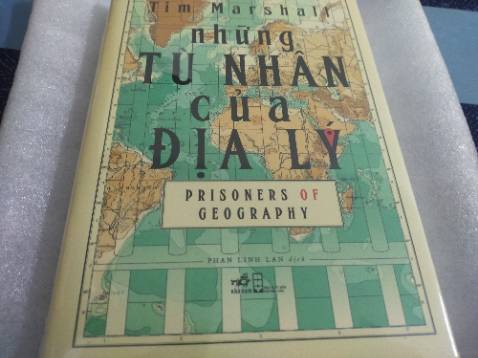 Tim Marshall
những
TÙ NHÂN
của
ĐỊA LÝ
PRISONERS OF
GEOGRAPHY
PHAN LINH LAN dịch